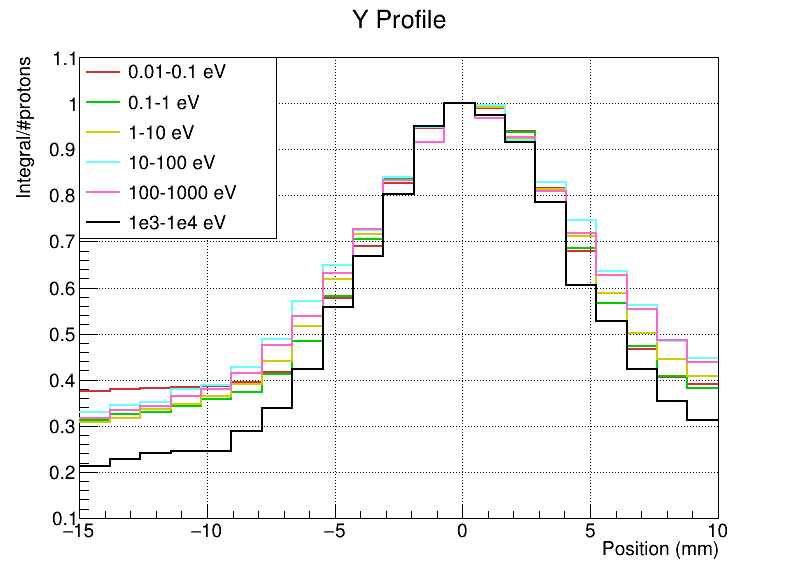 Y Profile
Integral/#protons
1.1
1
0.9
0.8
0.7
0.6
0.5
0.4
0.3
0.2
0.1
0.01-0.1 eV
0.1-1 eV
1-10 eV
10-100 eV
100-1000 eV
1e3-1e4 eV
−15 −10 −5 0 5 10
Position (mm)